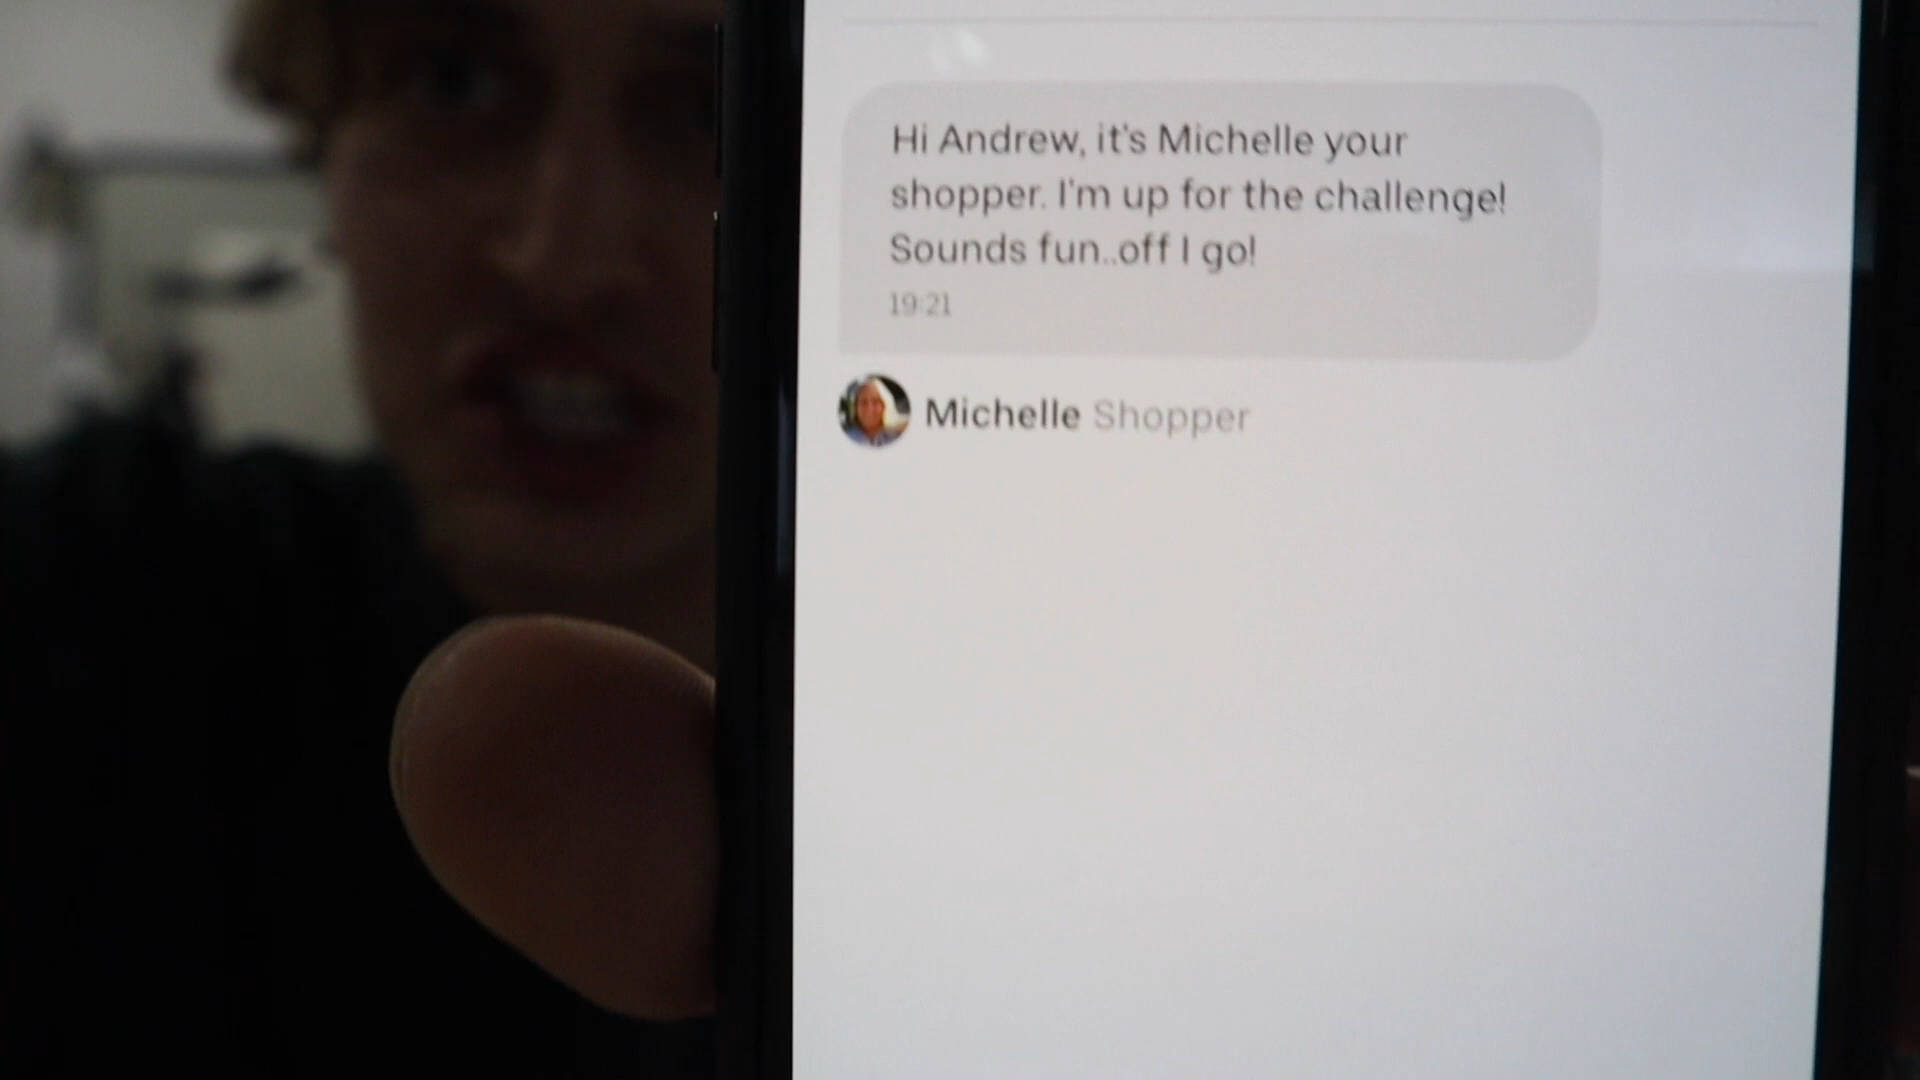 Hi Andrew, it's Michelle your
shopper. I'm up for the challenge!
Sounds fun..off I go!
19:21
Michelle Shopper